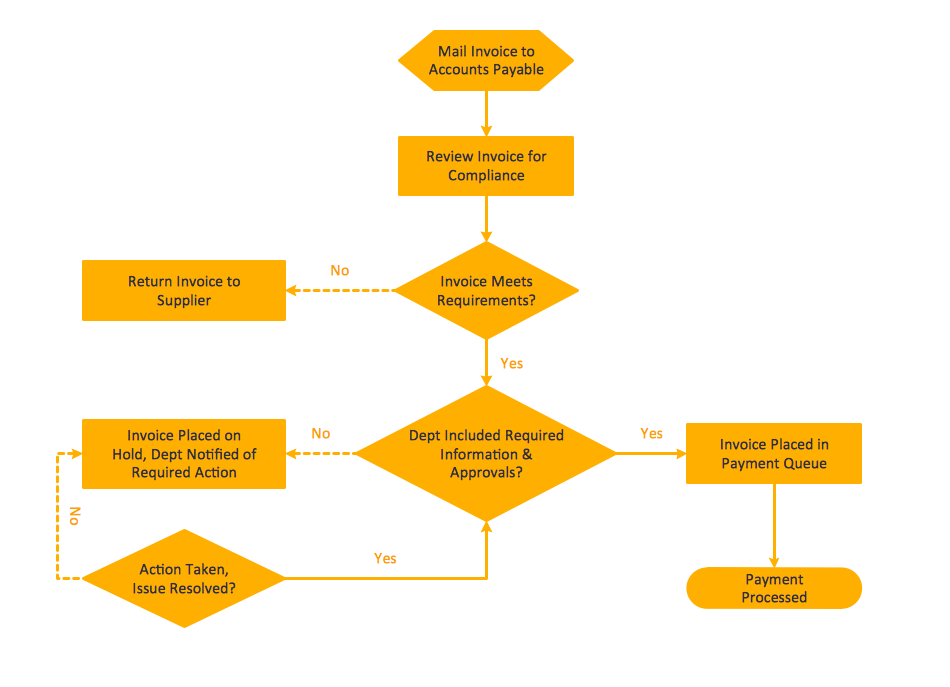 Mail Invoice to
Accounts Payable
Review Invoice for
Compliance
No
Return Invoice to
Supplier
Invoice Meets
Requirements?
Yes
Invoice Placed on
Hold, Dept Notified of
Required Action
No
Dept Included Required
Information &
Approvals?
Yes
Invoice Placed in
Payment Queue
No
Action Taken,
Issue Resolved?
Yes
Payment
Processed